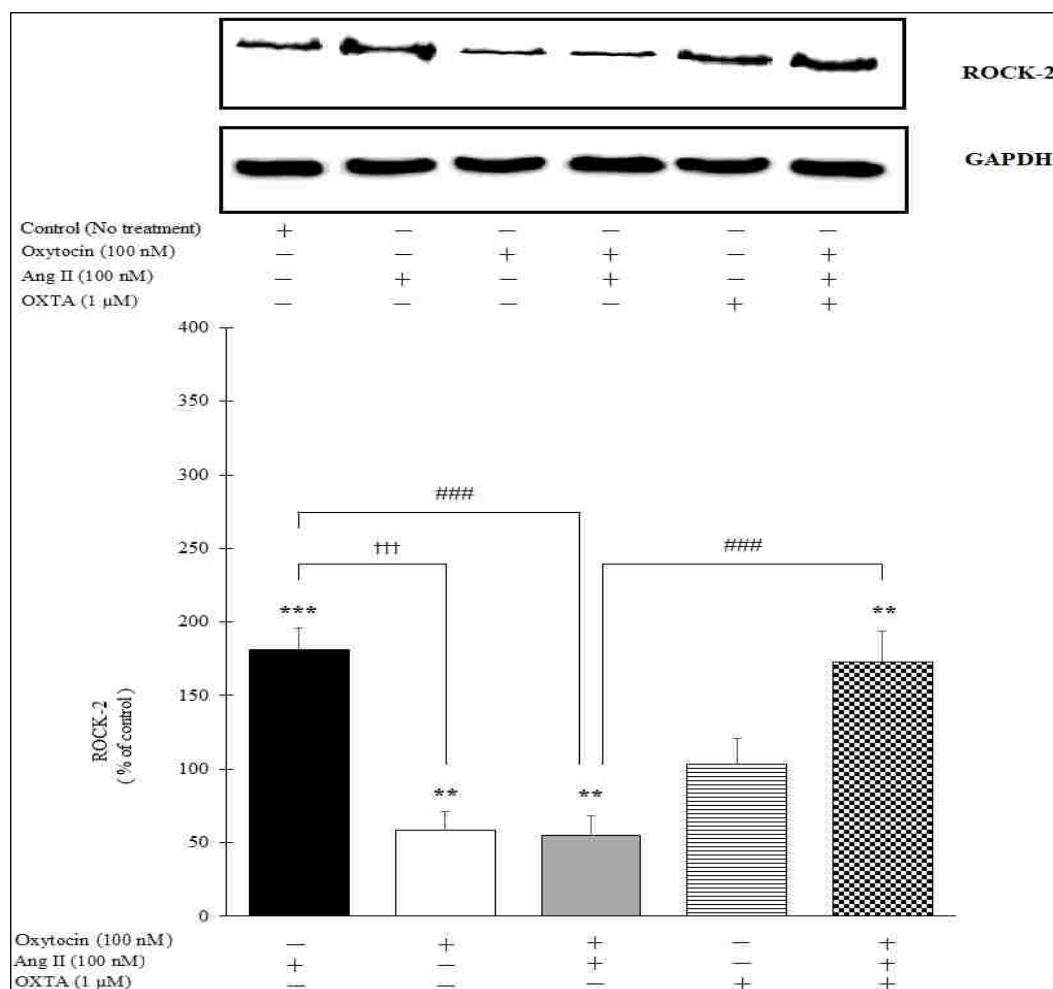 ROCK-2
GAPDH
Control (No treatment) + — — — — —
Oxytocin (100 nM) — — + + — +
Ang II (100 nM) — + — + — +
OXTA (1 µM) — — — — + +
400
350
300
250
200
150
100
50
0
ROCK-2
( % of control)
###
†††
###
***
**
**
**
Oxytocin (100 nM) — + + — +
Ang II (100 nM) + — + — +
OXTA (1 µM) — — — + +